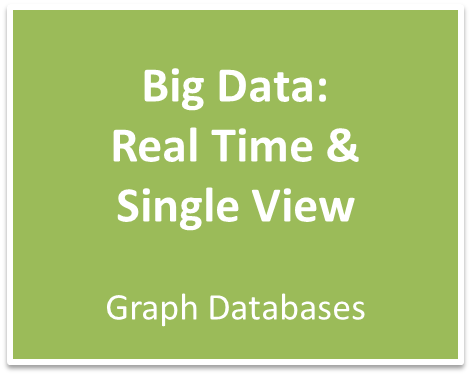 Big Data:
Real Time &
Single View
Graph Databases